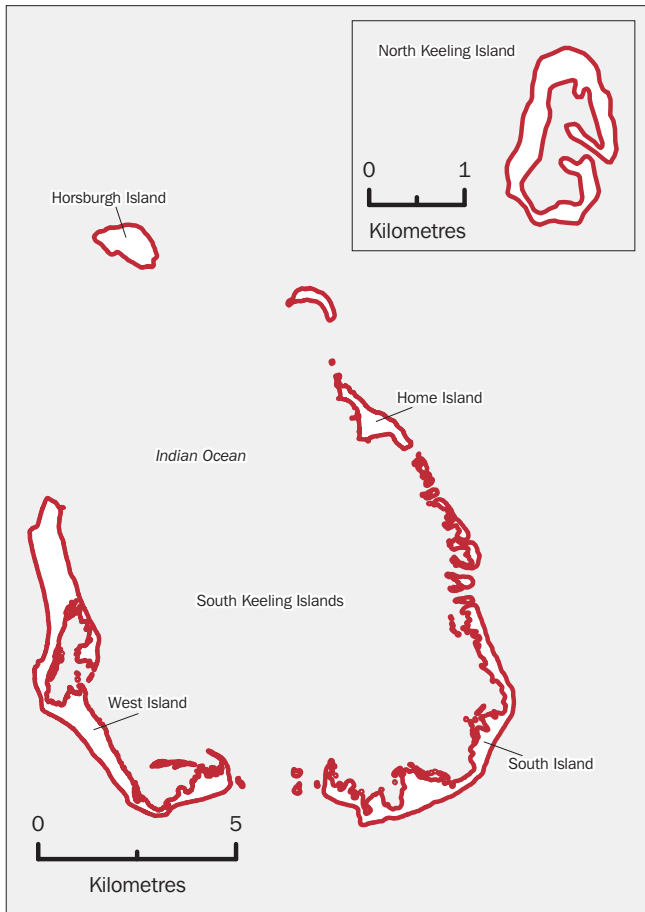 North Keeling Island
0 1
Kilometres
Horsburgh Island
Home Island
Indian Ocean
South Keeling Islands
West Island
South Island
0 5
Kilometres